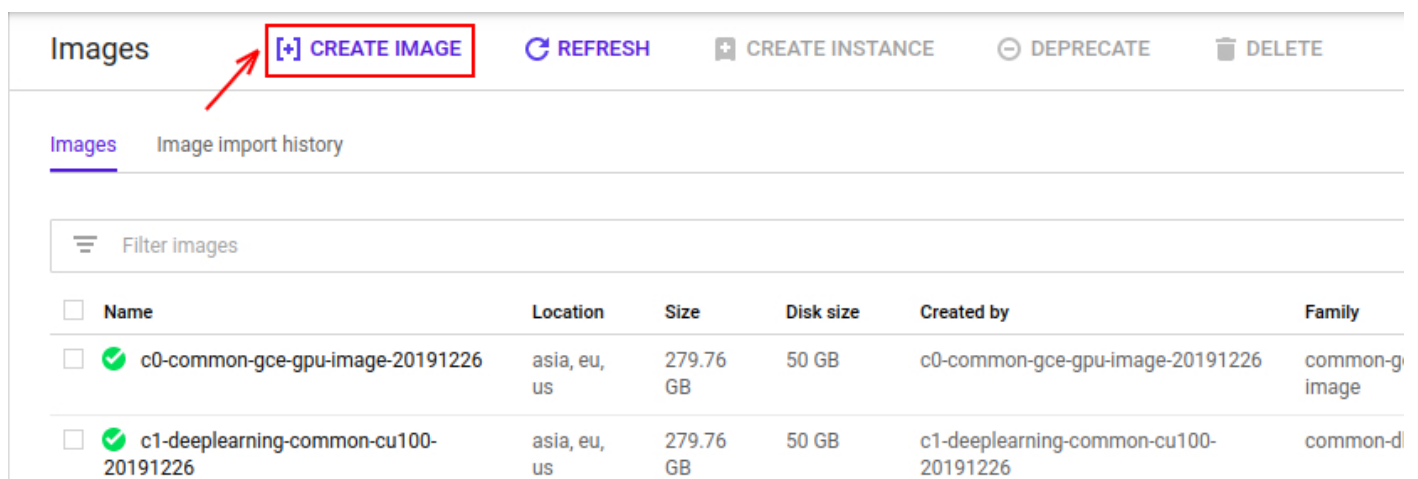 Images [+] CREATE IMAGE REFRESH CREATE INSTANCE DEPRECATE DELETE
Images Image import history
Filter images
Name Location Size Disk size Created by Family
c0-common-gce-gpu-image-20191226 asia, eu, 279.76 50 GB c0-common-gce-gpu-image-20191226
us GB image
c1-deeplearning-common-cu100- asia, eu, 279.76 50 GB c1-deeplearning-common-cu100-
20191226 us GB 20191226